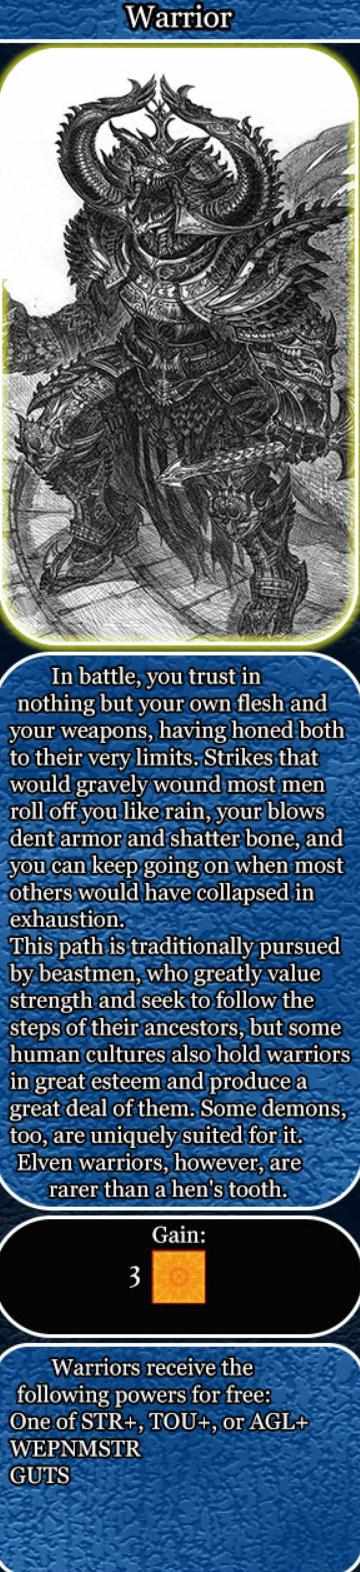 Warrior
In battle, you trust in
nothing but your own flesh and
your weapons, having honed both
to their very limits. Strikes that
would gravely wound most men
roll off you like rain, your blows
dent armor and shatter bone, and
you can keep going on when most
others would have collapsed in
exhaustion.
This path is traditionally pursued
by beastmen, who greatly value
strength and seek to follow the
steps of their ancestors, but some
human cultures also hold warriors
in great esteem and produce a
great deal of them. Some demons,
too, are uniquely suited for it.
Elven warriors, however, are
rarer than a hen's tooth.
Gain:
3
Warriors receive the
following powers for free:
One of STR+, TOU+, or AGL+
WEPNMSTR
GUTS